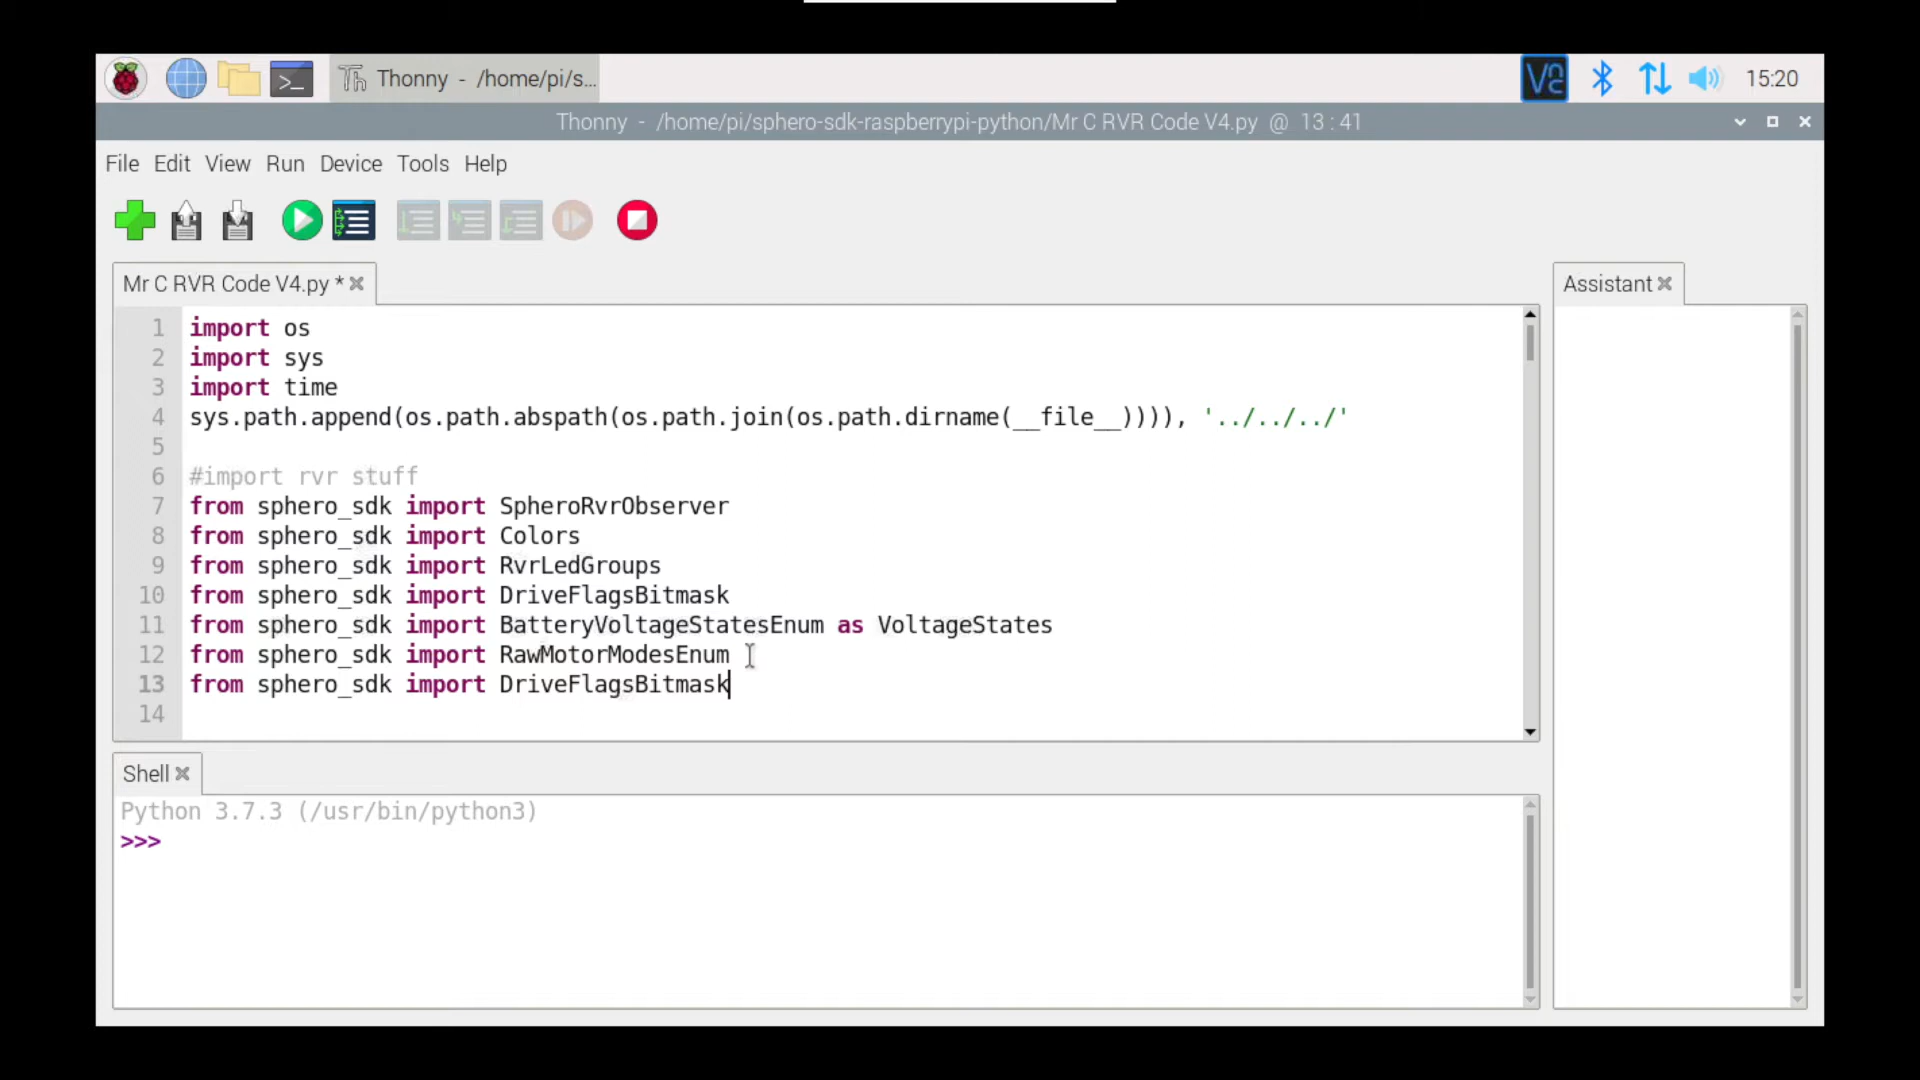 Thonny - /home/pi/s...
15:20
Thonny - /home/pi/sphero-sdk-raspberrypi-python/Mr C RVR Code V4.py @ 13 : 41
File Edit View Run Device Tools Help
Mr C RVR Code V4.py *
Assistant
1 import os
2 import sys
3 import time
4 sys.path.append(os.path.abspath(os.path.join(os.path.dirname(__file__)))), '../../../'
5
6 #import rvr stuff
7 from sphero_sdk import SpheroRvrObserver
8 from sphero_sdk import Colors
9 from sphero_sdk import RvrLedGroups
10 from sphero_sdk import DriveFlagsBitmask
11 from sphero_sdk import BatteryVoltageStatesEnum as VoltageStates
12 from sphero_sdk import RawMotorModesEnum
13 from sphero_sdk import DriveFlagsBitmask
14
Shell
Python 3.7.3 (/usr/bin/python3)
>>>